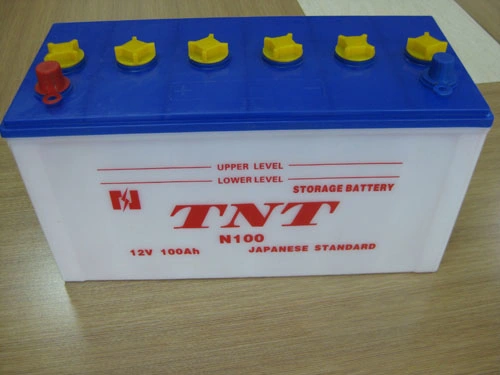 UPPER LEVEL
LOWER LEVEL
STORAGE BATTERY
TNT
N100
12V 100Ah
JAPANESE STANDARD